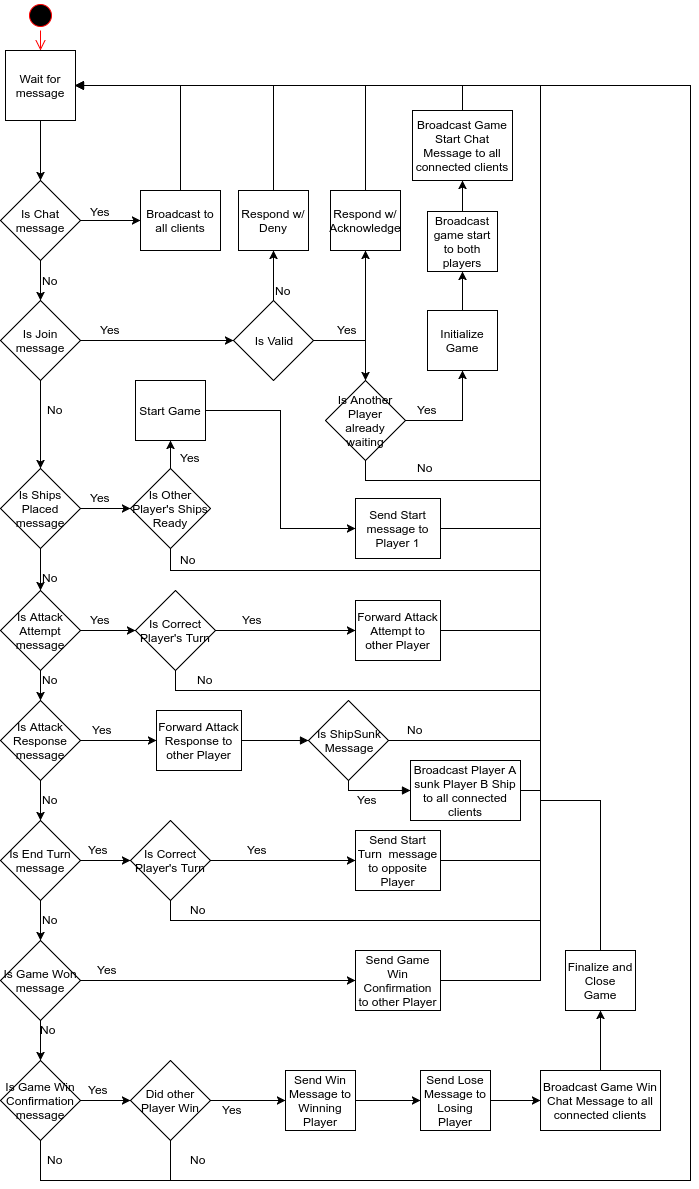 Wait for
message
Broadcast Game
Start Chat
Message to all
connected clients
Is Chat
message
Yes
Broadcast to
all clients
Respond w/
Deny
Respond w/
Acknowledge
Broadcast
game start
to both
players
No
No
Is Join
message
Yes
Is Valid
Yes
Initialize
Game
No
Start Game
Is Another
Player
already
waiting
Yes
Yes
No
Is Ships
Placed
message
Yes
Is Other
Player's Ships
Ready
Send Start
message to
Player 1
No
No
Is Attack
Attempt
message
Yes
Is Correct
Player's Turn
Yes
Forward Attack
Attempt to
other Player
No
No
Is Attack
Response
message
Yes
Forward Attack
Response to
other Player
Is ShipSunk
Message
No
Yes
Broadcast Player A
sunk Player B Ship
to all connected
clients
No
Is End Turn
message
Yes
Is Correct
Player's Turn
Yes
Send Start
Turn message
to opposite
Player
No
No
Is Game Won
message
Yes
Send Game
Win
Confirmation
to other Player
Finalize and
Close
Game
No
Is Game Win
Confirmation
message
Yes
Did other
Player Win
Yes
Send Win
Message to
Winning
Player
Send Lose
Message to
Losing
Player
Broadcast Game Win
Chat Message to all
connected clients
No
No